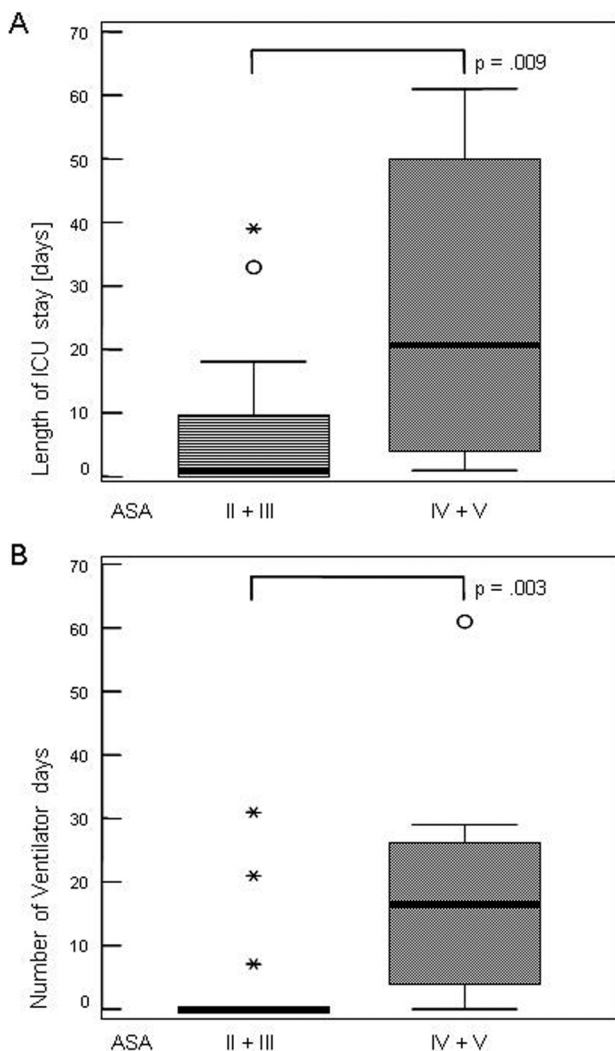 A
70
p = .009
60
50
40
30
20
10
0
Length of ICU stay [days]
ASA II + III IV + V
B
70
p = .003
60
50
40
30
20
10
0
Number of Ventilator days
ASA II + III IV + V